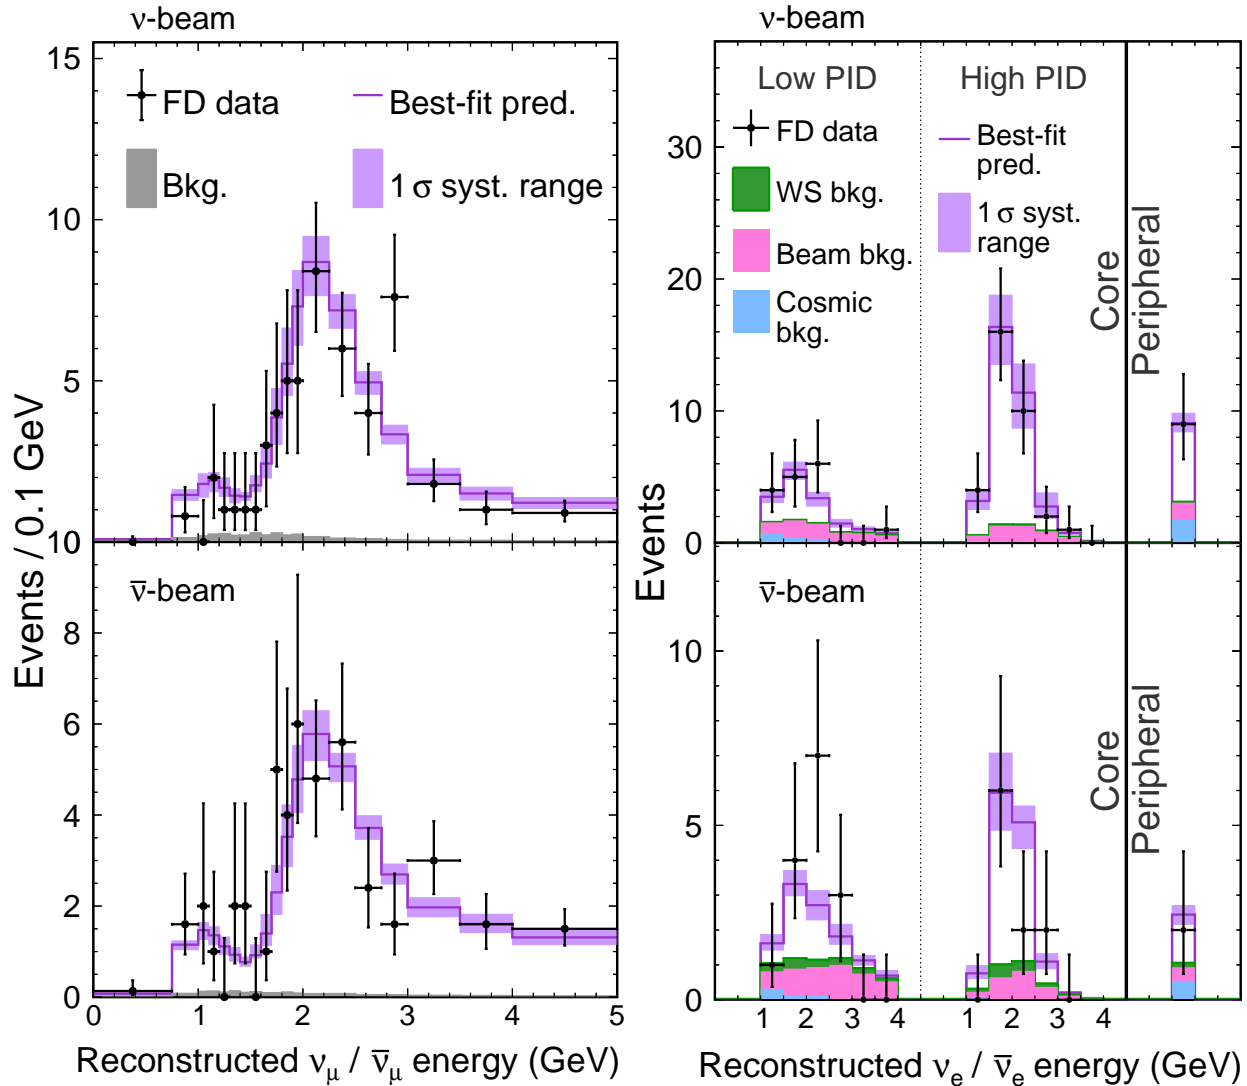 ν-beam
15
FD data
Best-fit pred.
Bkg.
1 σ syst. range
10
5
10
ν̅-beam
8
6
4
2
0
0 1 2 3 4 5
Events / 0.1 GeV
Reconstructed ν_μ / ν̅_μ energy (GeV)
ν-beam
Low PID
High PID
30
FD data
Best-fit
pred.
WS bkg.
1 σ syst.
range
Beam bkg.
Cosmic
bkg.
Core
Peripheral
20
10
0
ν̅-beam
10
Core
Peripheral
5
0
1 2 3 4 1 2 3 4
Events
Reconstructed ν_e / ν̅_e energy (GeV)